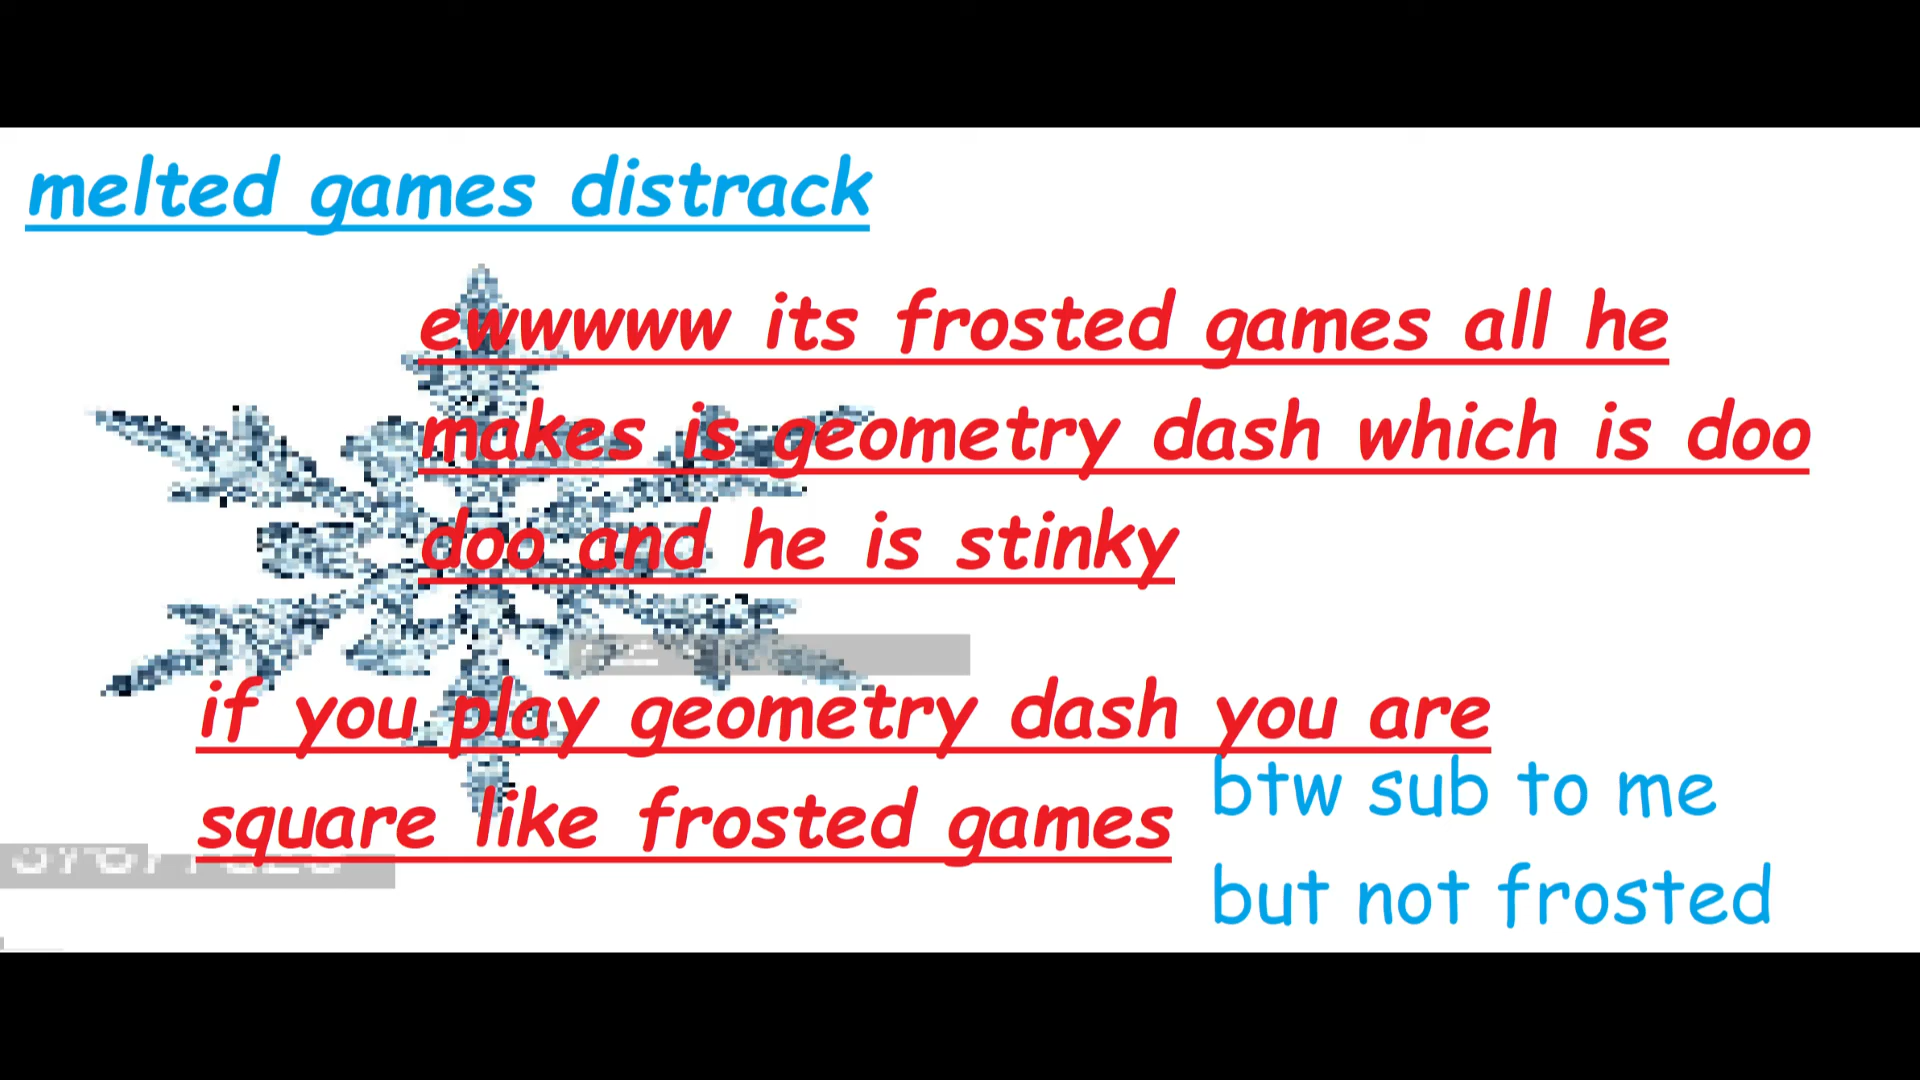 melted games distrack
ewwwww its frosted games all he
makes is geometry dash which is doo
doo and he is stinky
if you play geometry dash you are
square like frosted games
btw sub to me
but not frosted